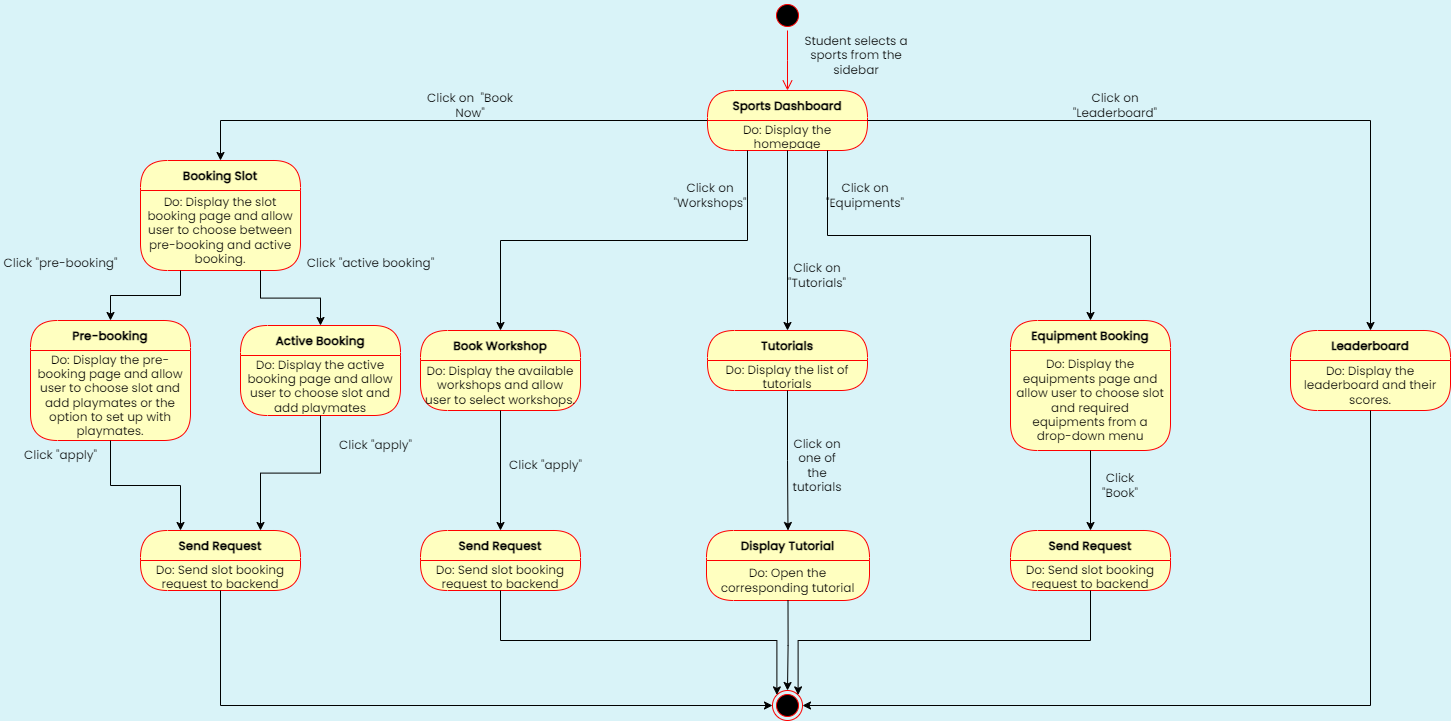 Student selects a
sports from the
sidebar
Click on "Book
Now"
Sports Dashboard
Do: Display the
homepage
Click on
"Leaderboard"
Booking Slot
Do: Display the slot
booking page and allow
user to choose between
pre-booking and active
booking.
Click on
"Workshops"
Click on
"Equipments"
Click "pre-booking"
Click "active booking"
Click on
"Tutorials"
Pre-booking
Do: Display the pre-
booking page and allow
user to choose slot and
add playmates or the
option to set up with
playmates.
Active Booking
Do: Display the active
booking page and allow
user to choose slot and
add playmates
Book Workshop
Do: Display the available
workshops and allow
user to select workshops
Tutorials
Do: Display the list of
tutorials
Equipment Booking
Do: Display the
equipments page and
allow user to choose slot
and required
equipments from a
drop-down menu
Leaderboard
Do: Display the
leaderboard and their
scores.
Click "apply"
Click "apply"
Click "apply"
Click on
one of
the
tutorials
Click
"Book"
Send Request
Do: Send slot booking
request to backend
Send Request
Do: Send slot booking
request to backend
Display Tutorial
Do: Open the
corresponding tutorial
Send Request
Do: Send slot booking
request to backend